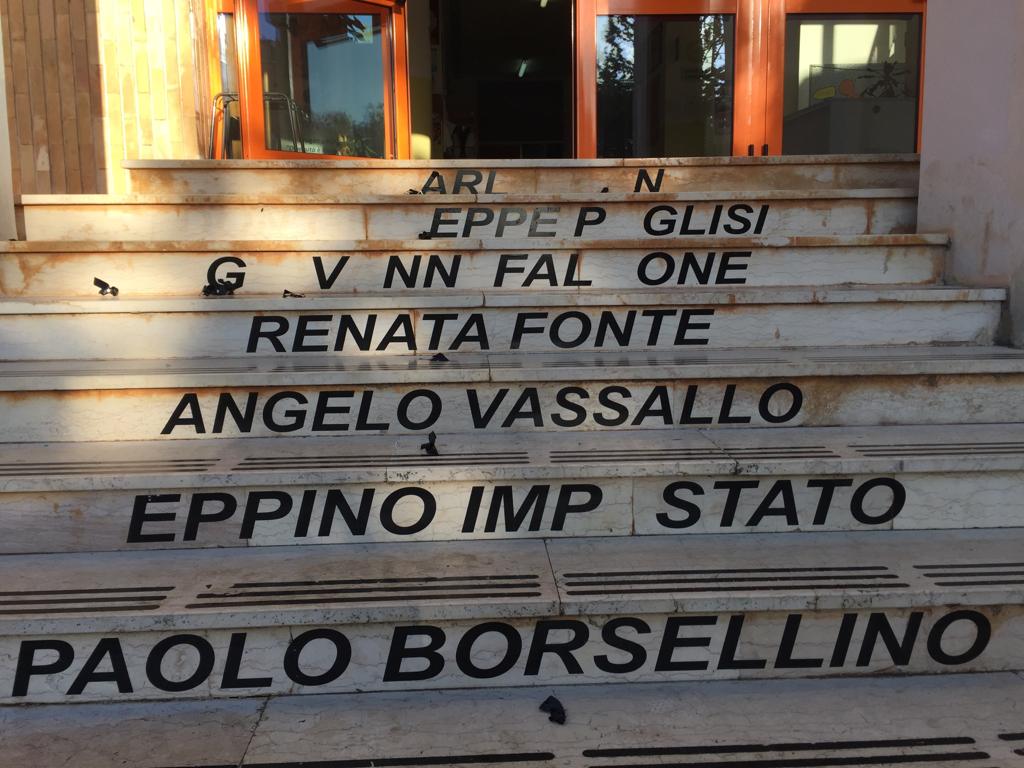 ARL N
EPPE P GLISI
G V NN FAL ONE
RENATA FONTE
ANGELO VASSALLO
EPPINO IMP STATO
PAOLO BORSELLINO